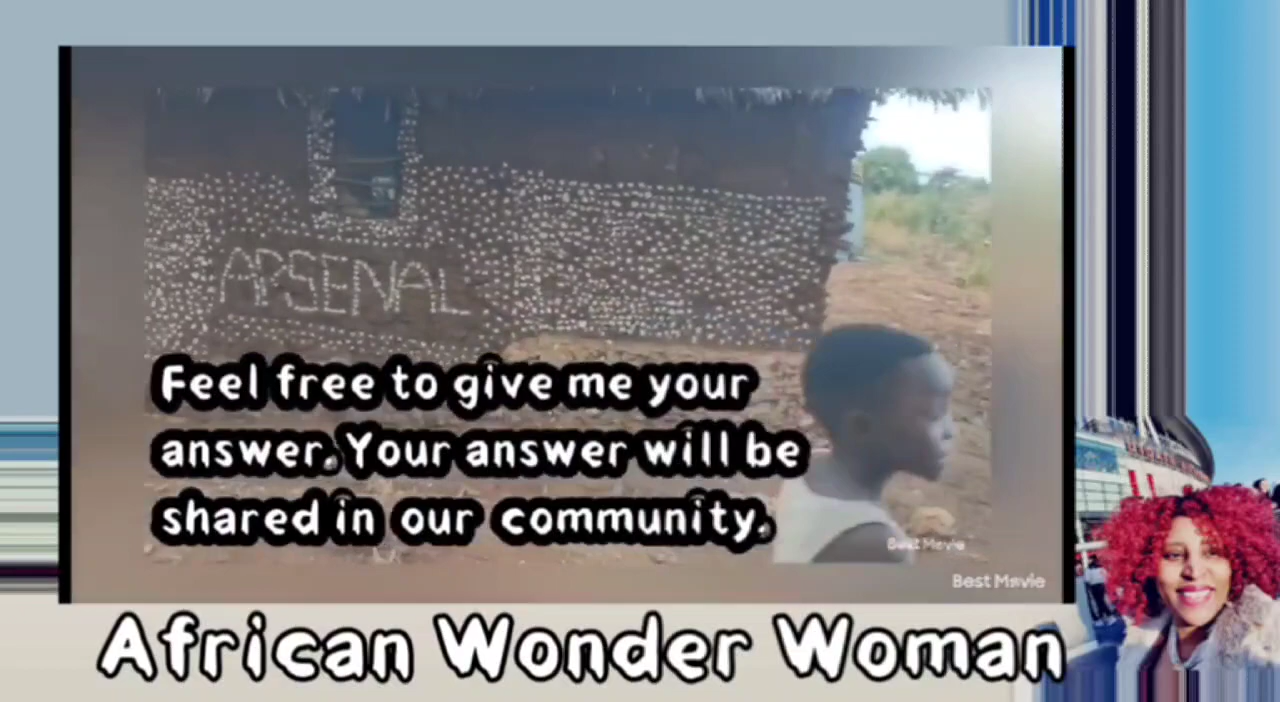 ARSENAL
Feel free to give me your
answer. Your answer will be
shared in our community.
Best Movie
Best Movie
African Wonder Woman